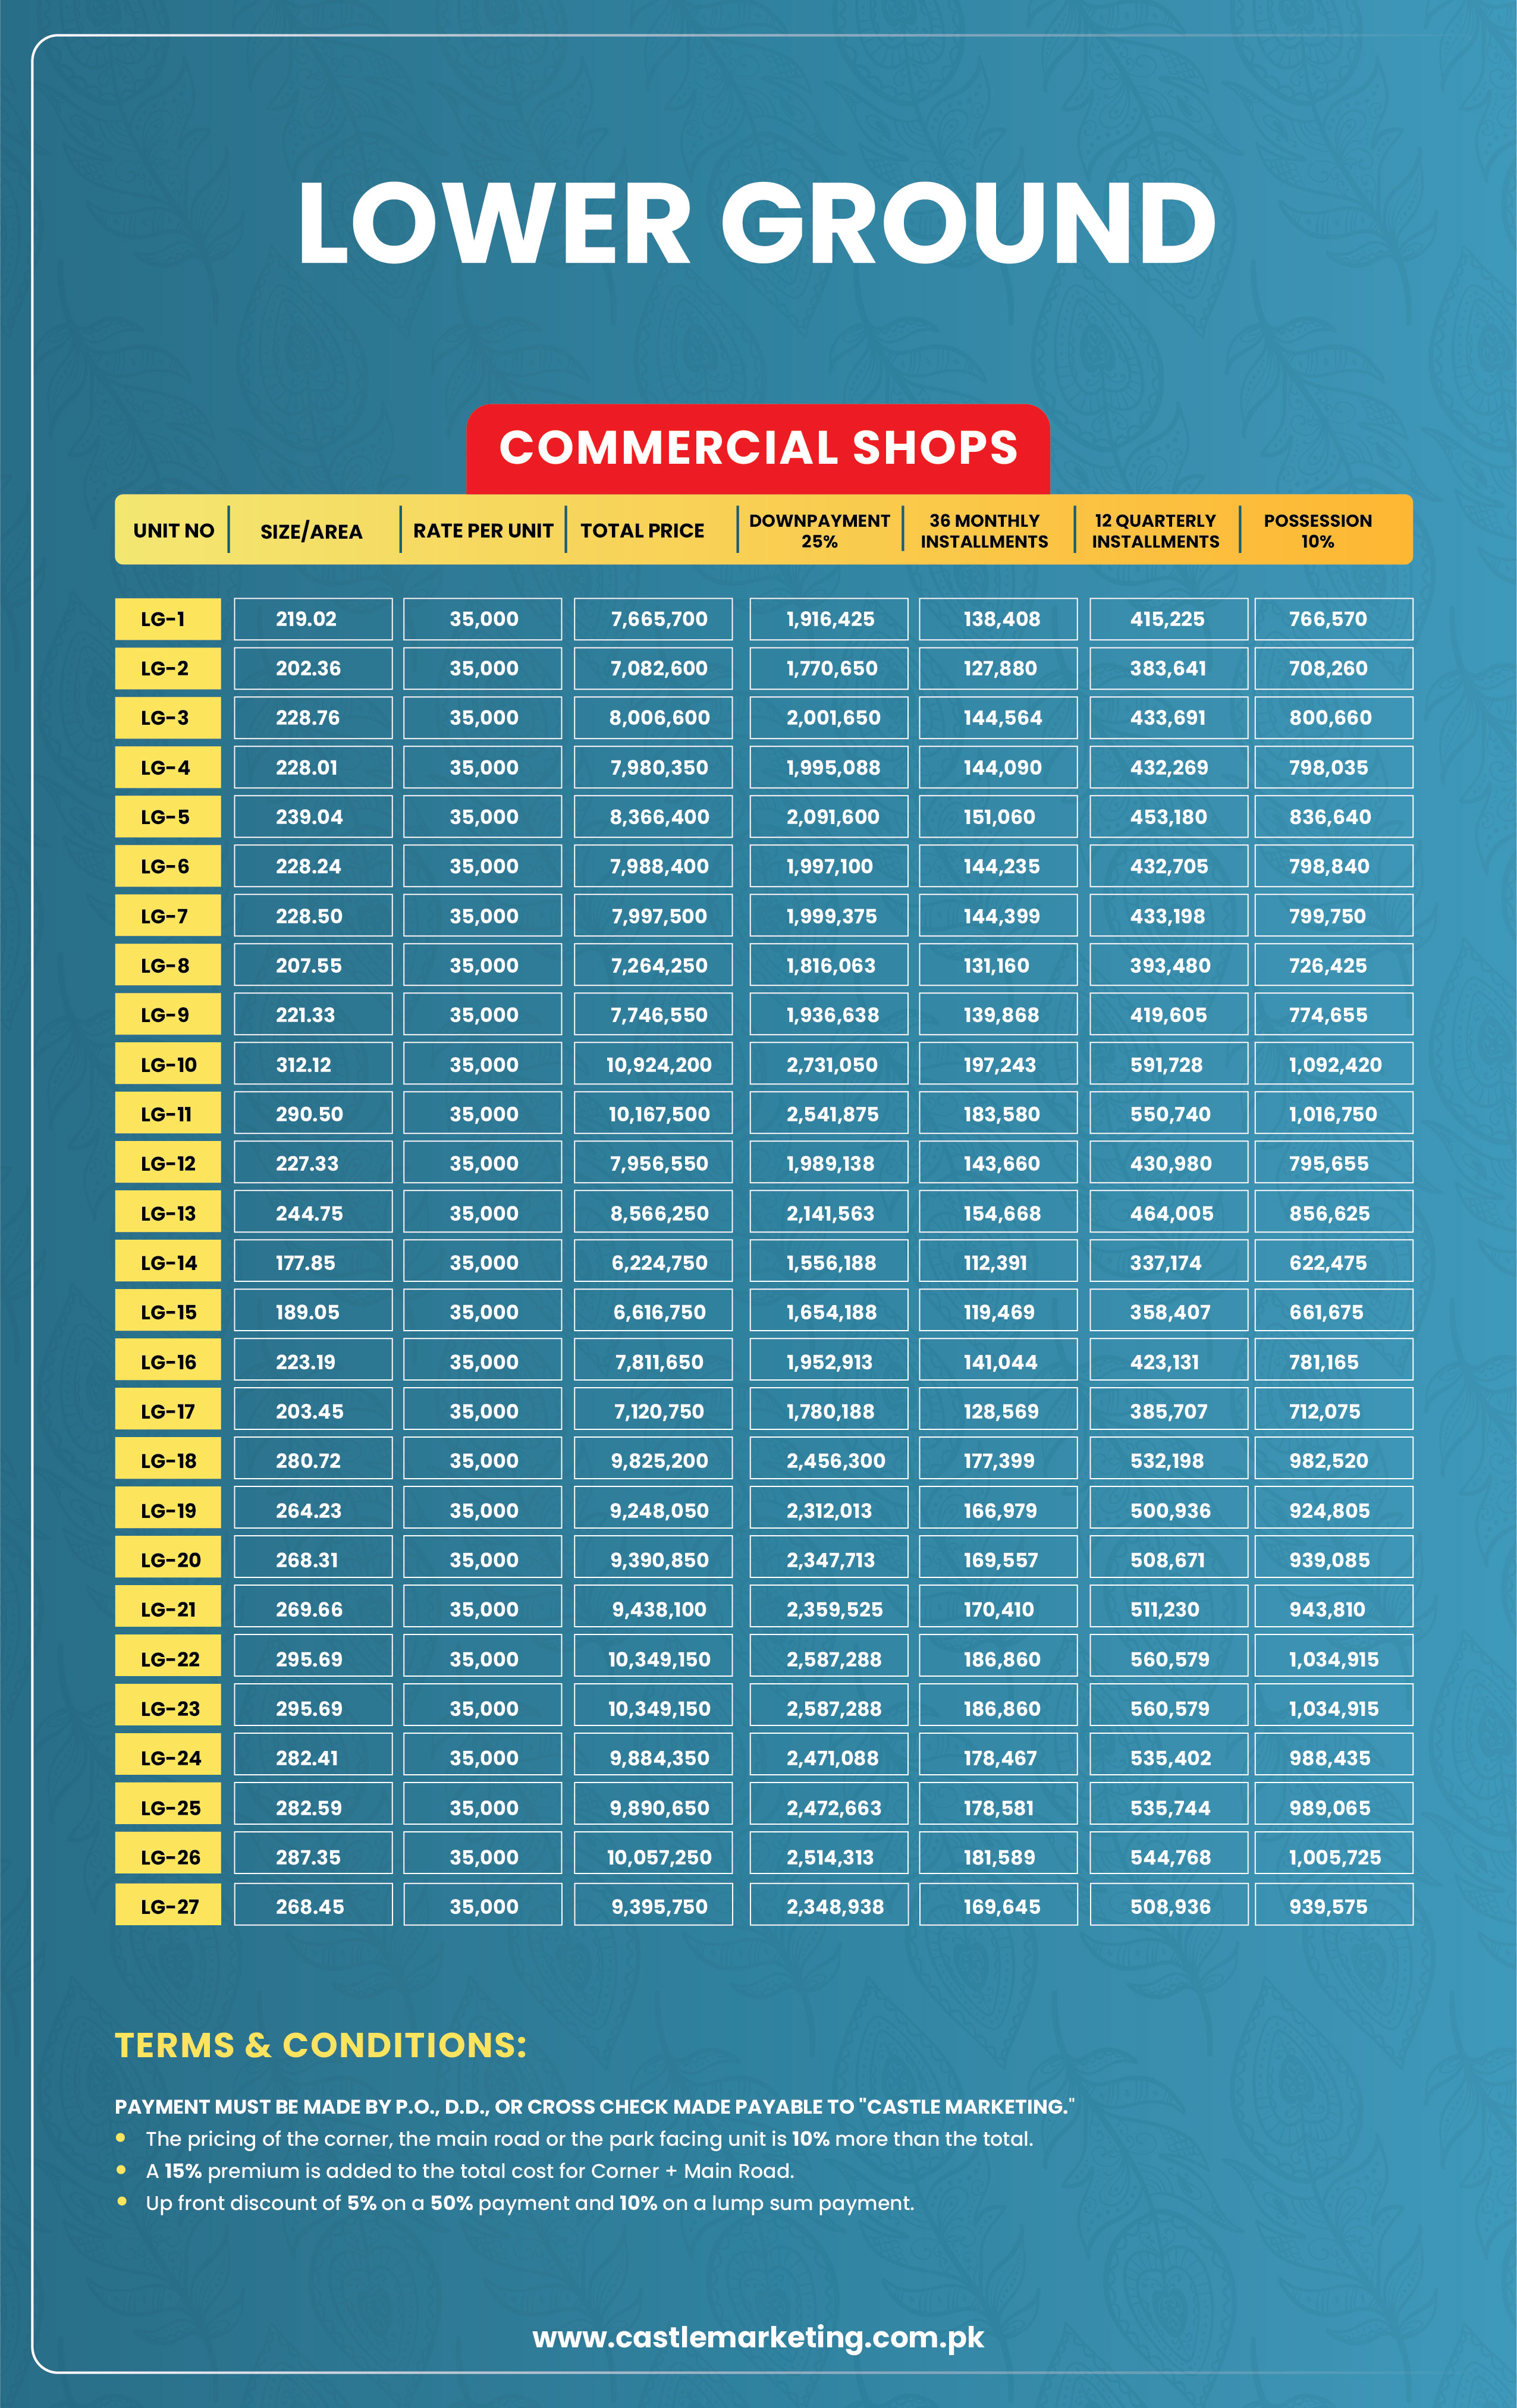 LOWER GROUND
COMMERCIAL SHOPS
UNIT NO SIZE/AREA RATE PER UNIT TOTAL PRICE DOWNPAYMENT 25% 36 MONTHLY INSTALLMENTS 12 QUARTERLY INSTALLMENTS POSSESSION 10%
LG-1 219.02 35,000 7,665,700 1,916,425 138,408 415,225 766,570
LG-2 202.36 35,000 7,082,600 1,770,650 127,880 383,641 708,260
LG-3 228.76 35,000 8,006,600 2,001,650 144,564 433,691 800,660
LG-4 228.01 35,000 7,980,350 1,995,088 144,090 432,269 798,035
LG-5 239.04 35,000 8,366,400 2,091,600 151,060 453,180 836,640
LG-6 228.24 35,000 7,988,400 1,997,100 144,235 432,705 798,840
LG-7 228.50 35,000 7,997,500 1,999,375 144,399 433,198 799,750
LG-8 207.55 35,000 7,264,250 1,816,063 131,160 393,480 726,425
LG-9 221.33 35,000 7,746,550 1,936,638 139,868 419,605 774,655
LG-10 312.12 35,000 10,924,200 2,731,050 197,243 591,728 1,092,420
LG-11 290.50 35,000 10,167,500 2,541,875 183,580 550,740 1,016,750
LG-12 227.33 35,000 7,956,550 1,989,138 143,660 430,980 795,655
LG-13 244.75 35,000 8,566,250 2,141,563 154,668 464,005 856,625
LG-14 177.85 35,000 6,224,750 1,556,188 112,391 337,174 622,475
LG-15 189.05 35,000 6,616,750 1,654,188 119,469 358,407 661,675
LG-16 223.19 35,000 7,811,650 1,952,913 141,044 423,131 781,165
LG-17 203.45 35,000 7,120,750 1,780,188 128,569 385,707 712,075
LG-18 280.72 35,000 9,825,200 2,456,300 177,399 532,198 982,520
LG-19 264.23 35,000 9,248,050 2,312,013 166,979 500,936 924,805
LG-20 268.31 35,000 9,390,850 2,347,713 169,557 508,671 939,085
LG-21 269.66 35,000 9,438,100 2,359,525 170,410 511,230 943,810
LG-22 295.69 35,000 10,349,150 2,587,288 186,860 560,579 1,034,915
LG-23 295.69 35,000 10,349,150 2,587,288 186,860 560,579 1,034,915
LG-24 282.41 35,000 9,884,350 2,471,088 178,467 535,402 988,435
LG-25 282.59 35,000 9,890,650 2,472,663 178,581 535,744 989,065
LG-26 287.35 35,000 10,057,250 2,514,313 181,589 544,768 1,005,725
LG-27 268.45 35,000 9,395,750 2,348,938 169,645 508,936 939,575
TERMS & CONDITIONS:
PAYMENT MUST BE MADE BY P.O., D.D., OR CROSS CHECK MADE PAYABLE TO "CASTLE MARKETING."
• The pricing of the corner, the main road or the park facing unit is 10% more than the total.
• A 15% premium is added to the total cost for Corner + Main Road.
• Up front discount of 5% on a 50% payment and 10% on a lump sum payment.
www.castlemarketing.com.pk